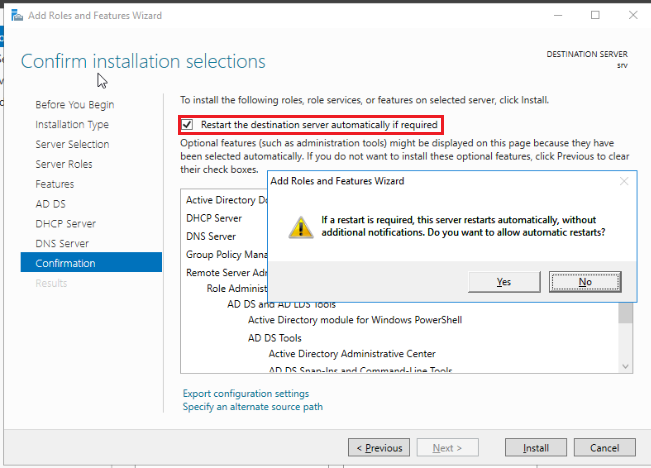 Add Roles and Features Wizard
Confirm installation selections
DESTINATION SERVER
srv
Before You Begin
Installation Type
Server Selection
Server Roles
Features
AD DS
DHCP Server
DNS Server
Confirmation
Results
To install the following roles, role services, or features on selected server, click Install.
Restart the destination server automatically if required
Optional features (such as administration tools) might be displayed on this page because they have
been selected automatically. If you do not want to install these optional features, click Previous to clear
their check boxes.
Active Directory Do
DHCP Server
DNS Server
Group Policy Mana
Remote Server Adm
Role Administ
AD DS and AD LDS Tools
Active Directory module for Windows PowerShell
AD DS Tools
Active Directory Administrative Center
AD DS Snap-Ins and Command-Line Tools
Add Roles and Features Wizard
If a restart is required, this server restarts automatically, without
additional notifications. Do you want to allow automatic restarts?
Yes
No
Export configuration settings
Specify an alternate source path
< Previous
Next >
Install
Cancel